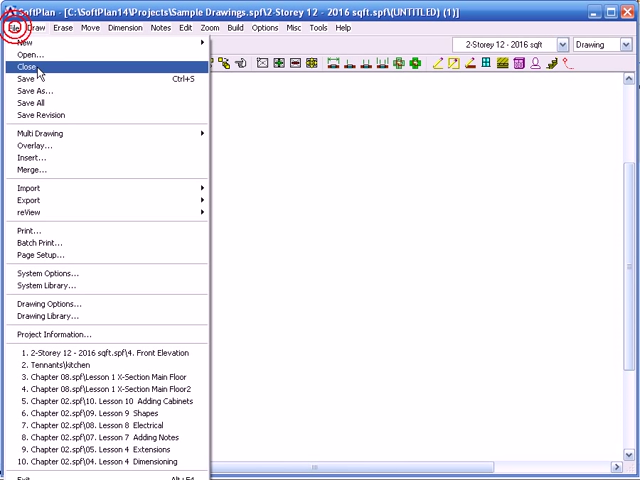 SoftPlan - [C:\SoftPlan14\Projects\Sample Drawings.spf\2-Storey 12 - 2016 sqft.spf\(UNTITLED) (1)]
File Draw Erase Move Dimension Notes Edit Zoom Build Options Misc Tools Help
2-Storey 12 - 2016 sqft Drawing
New
Open...
Close
Save Ctrl+S
Save As...
Save All
Save Revision
Multi Drawing
Overlay...
Insert...
Merge...
Import
Export
reView
Print...
Batch Print...
Page Setup...
System Options...
System Library...
Drawing Options...
Drawing Library...
Project Information...
1. 2-Storey 12 - 2016 sqft.spf\4. Front Elevation
2. Tennants\kitchen
3. Chapter 08.spf\Lesson 1 X-Section Main Floor
4. Chapter 08.spf\Lesson 1 X-Section Main Floor2
5. Chapter 02.spf\10. Lesson 10 Adding Cabinets
6. Chapter 02.spf\09. Lesson 9 Shapes
7. Chapter 02.spf\08. Lesson 8 Electrical
8. Chapter 02.spf\07. Lesson 7 Adding Notes
9. Chapter 02.spf\05. Lesson 4 Extensions
10. Chapter 02.spf\04. Lesson 4 Dimensioning
Exit Alt+F4